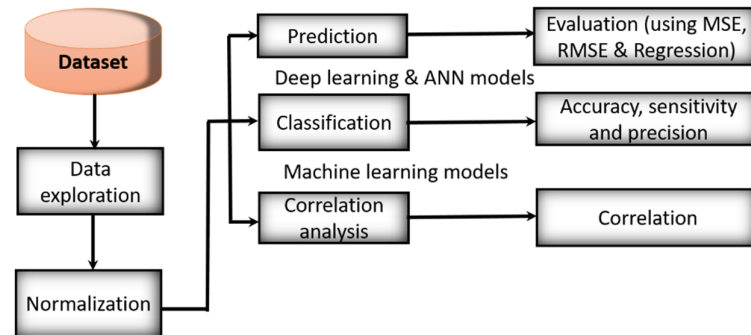 Dataset
Data
exploration
Normalization
Prediction
Evaluation (using MSE,
RMSE & Regression)
Deep learning & ANN models
Classification
Accuracy, sensitivity
and precision
Machine learning models
Correlation
analysis
Correlation